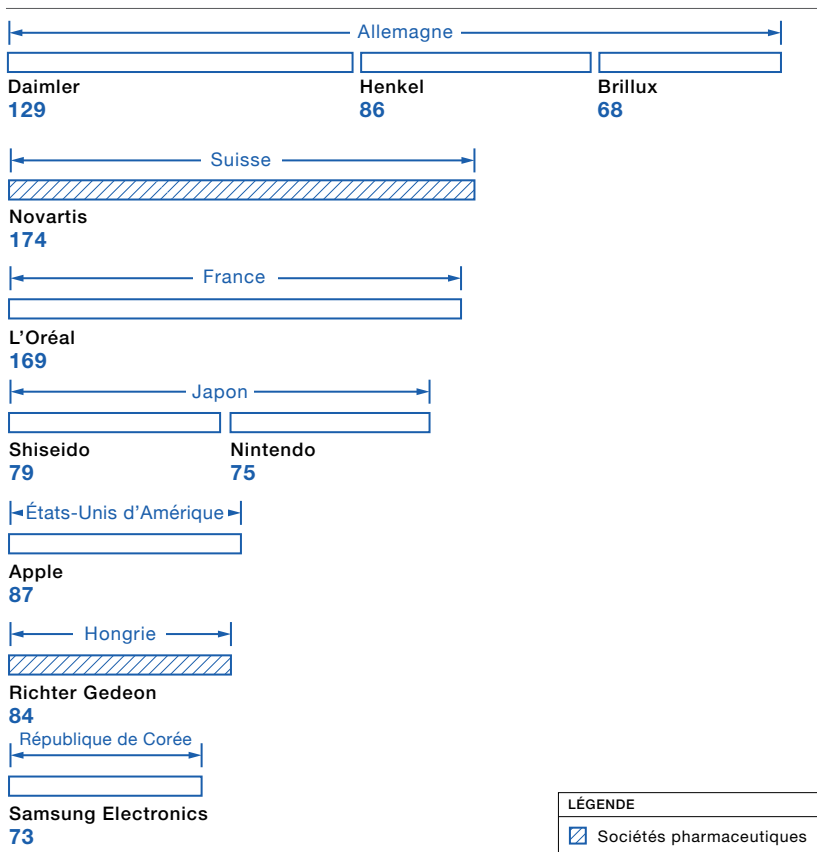 Allemagne
Daimler Henkel Brillux
129 86 68
Suisse
Novartis
174
France
L’Oréal
169
Japon
Shiseido Nintendo
79 75
États-Unis d’Amérique
Apple
87
Hongrie
Richter Gedeon
84
République de Corée
Samsung Electronics
73
LÉGENDE
Sociétés pharmaceutiques